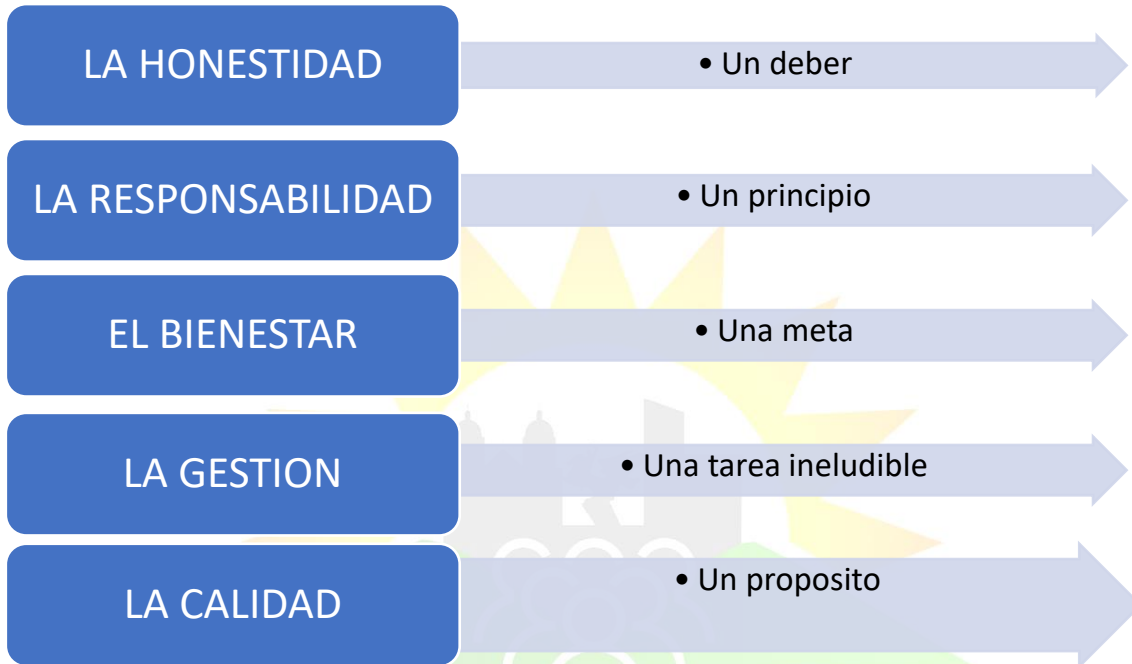 LA HONESTIDAD
• Un deber
LA RESPONSABILIDAD
• Un principio
EL BIENESTAR
• Una meta
LA GESTION
• Una tarea ineludible
LA CALIDAD
• Un proposito